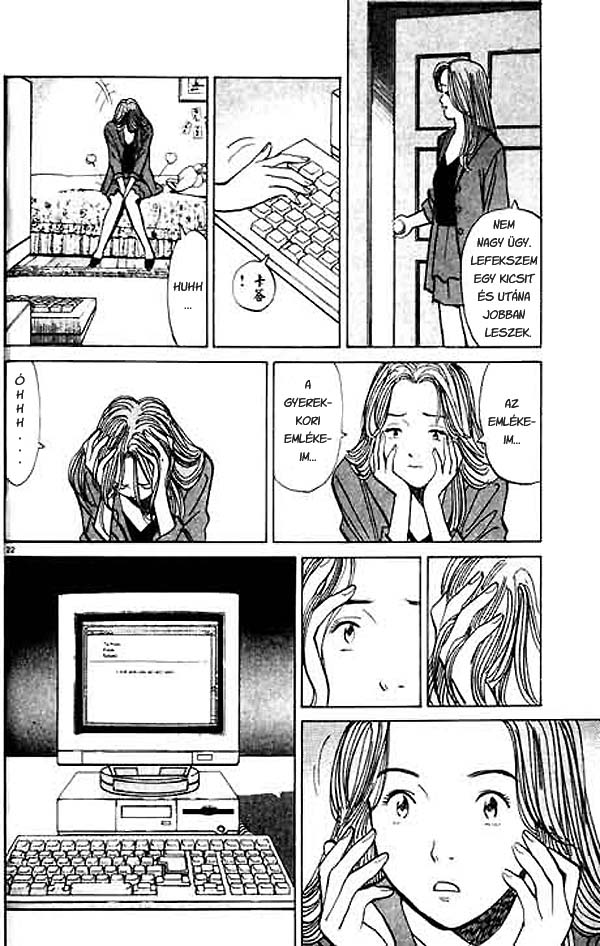 NEM
NAGY ÜGY.
LEFEKSZEM
EGY KICSIT
ÉS UTÁNA
JOBBAN
LESZEK.
卡答
!
HUHH
...
AZ
EMLÉKE-
IM...
A
GYEREK-
KORI
EMLÉKE-
IM...
ÓHHH...
22